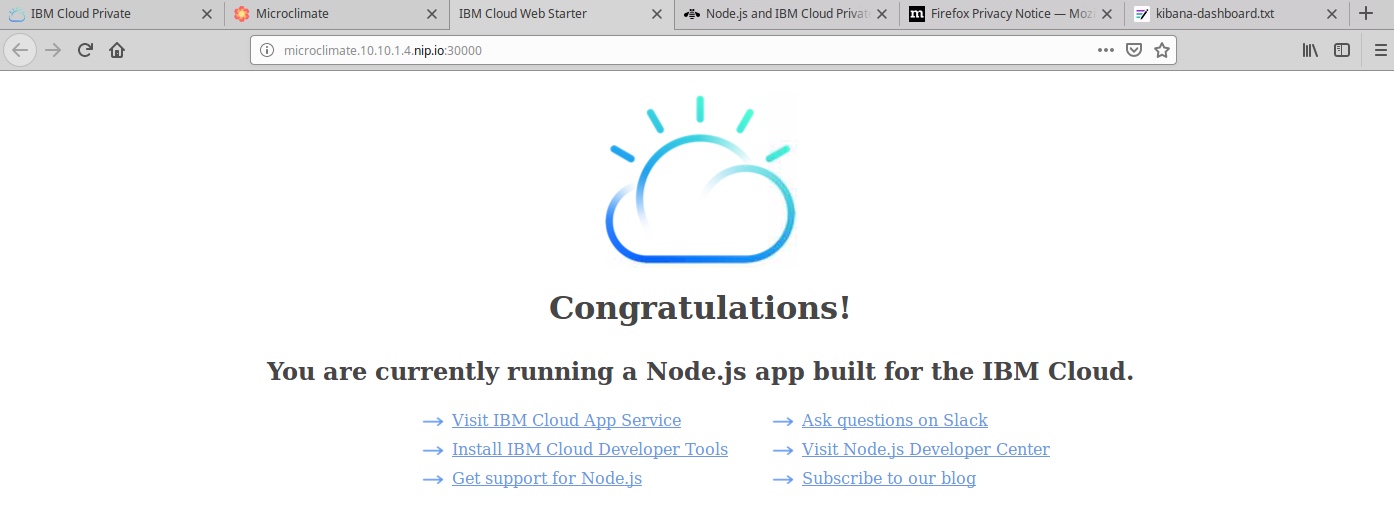 IBM Cloud Private
Microclimate
IBM Cloud Web Starter
Node.js and IBM Cloud Private
m Firefox Privacy Notice — Moz
kibana-dashboard.txt
microclimate.10.10.1.4.nip.io:30000
Congratulations!
You are currently running a Node.js app built for the IBM Cloud.
Visit IBM Cloud App Service
Ask questions on Slack
Install IBM Cloud Developer Tools
Visit Node.js Developer Center
Get support for Node.js
Subscribe to our blog